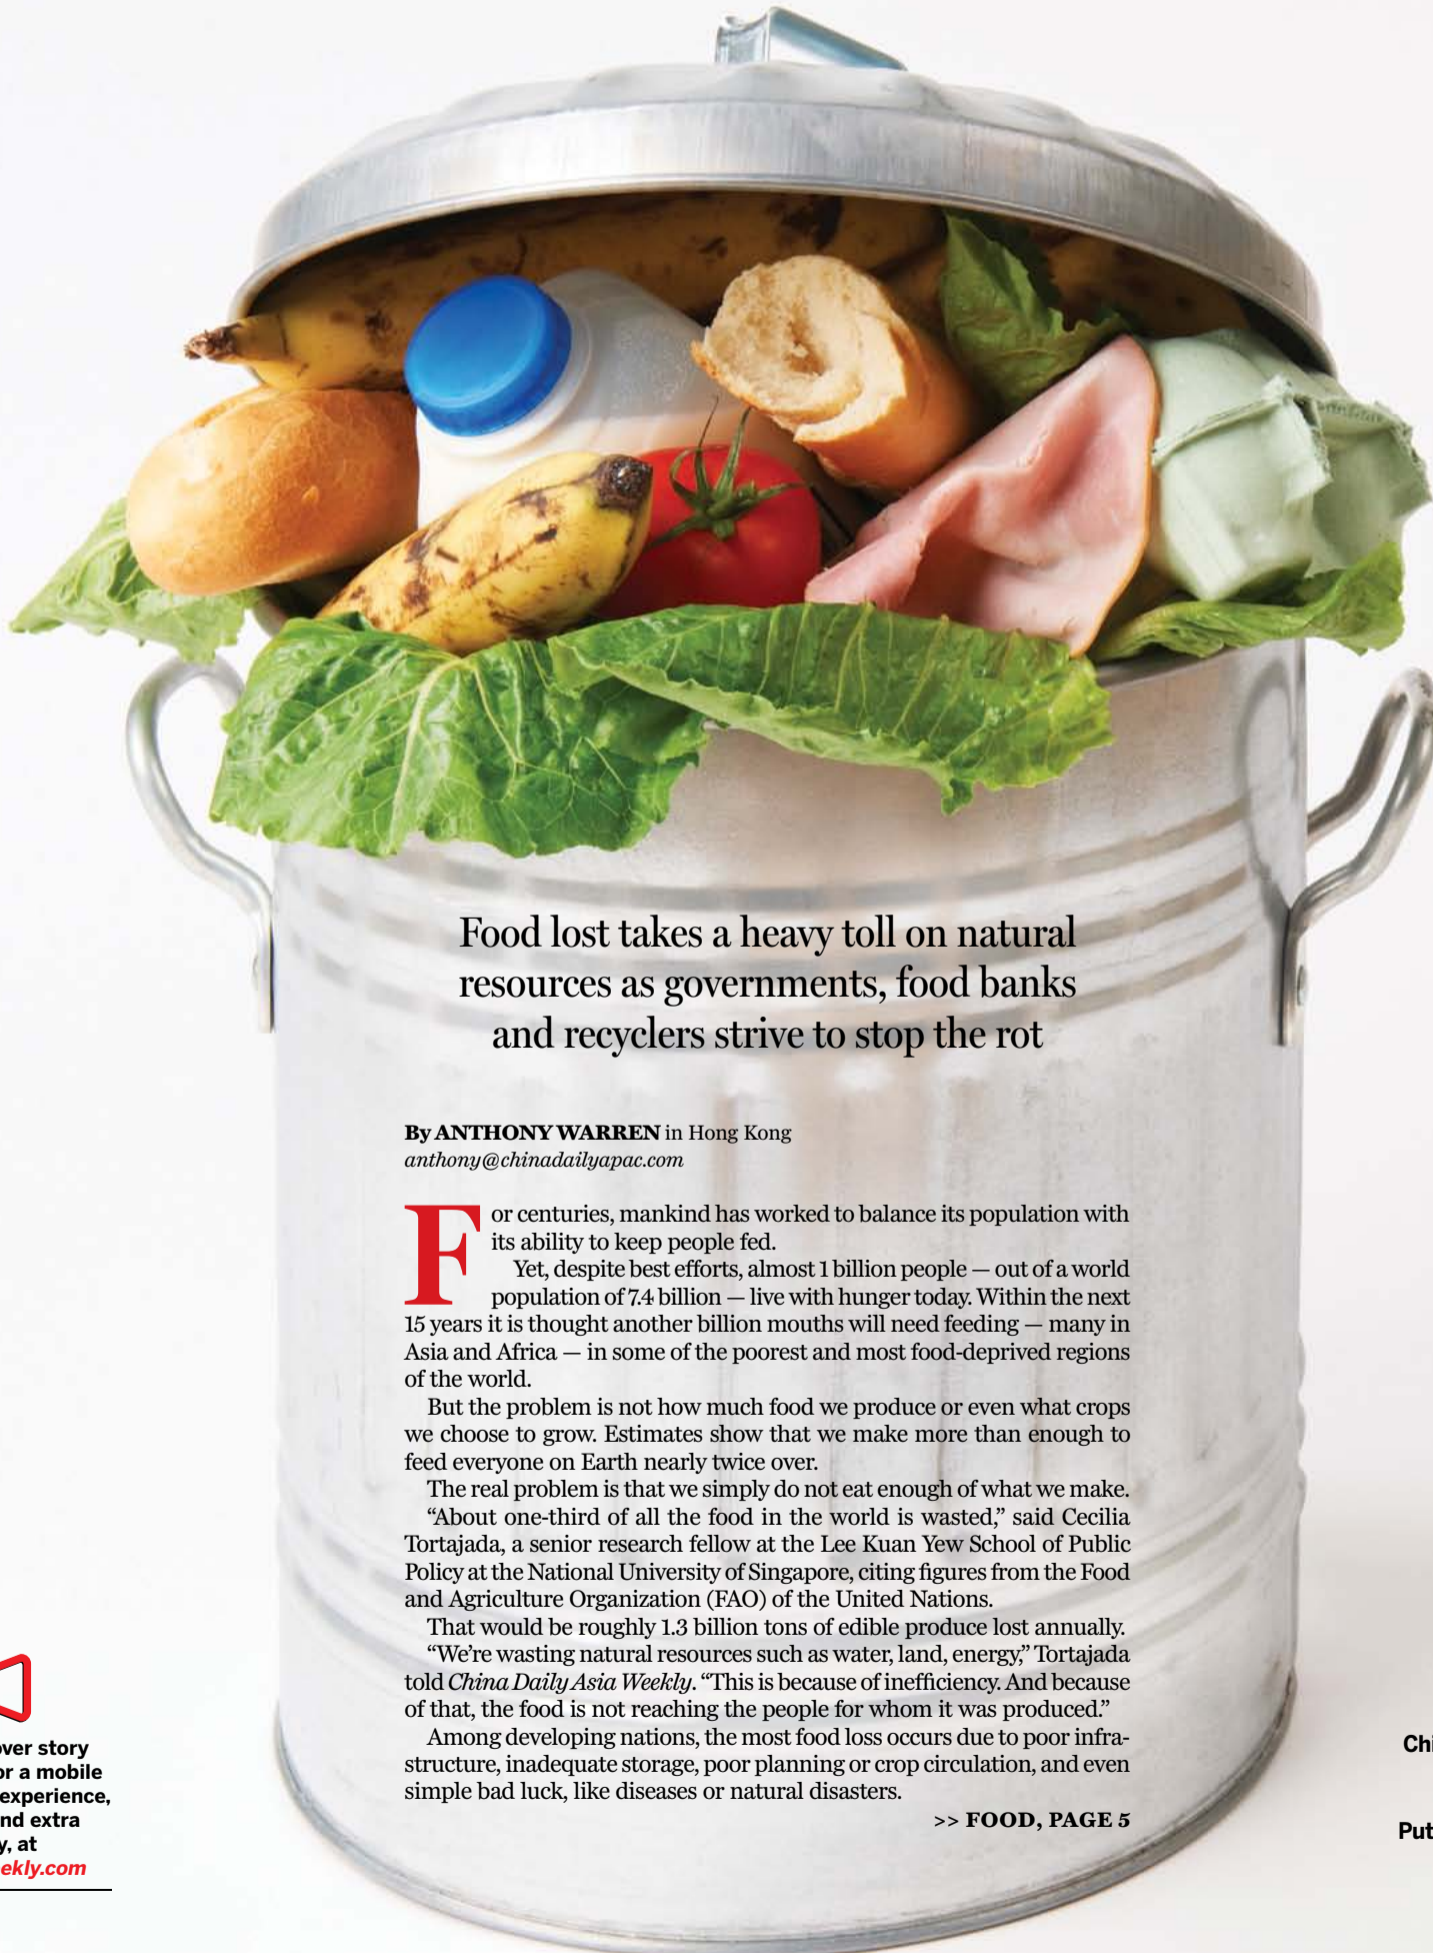 Food lost takes a heavy toll on natural
resources as governments, food banks
and recyclers strive to stop the rot
By ANTHONY WARREN in Hong Kong
anthony@chinadailyapac.com
For centuries, mankind has worked to balance its population with
its ability to keep people fed.
Yet, despite best efforts, almost 1 billion people — out of a world
population of 7.4 billion — live with hunger today. Within the next
15 years it is thought another billion mouths will need feeding — many in
Asia and Africa — in some of the poorest and most food-deprived regions
of the world.
But the problem is not how much food we produce or even what crops
we choose to grow. Estimates show that we make more than enough to
feed everyone on Earth nearly twice over.
The real problem is that we simply do not eat enough of what we make.
“About one-third of all the food in the world is wasted,” said Cecilia
Tortajada, a senior research fellow at the Lee Kuan Yew School of Public
Policy at the National University of Singapore, citing figures from the Food
and Agriculture Organization (FAO) of the United Nations.
That would be roughly 1.3 billion tons of edible produce lost annually.
“We’re wasting natural resources such as water, land, energy,” Tortajada
told China Daily Asia Weekly. “This is because of inefficiency. And because
of that, the food is not reaching the people for whom it was produced.”
Among developing nations, the most food loss occurs due to poor infra-
structure, inadequate storage, poor planning or crop circulation, and even
simple bad luck, like diseases or natural disasters.
>> FOOD, PAGE 5
over story
or a mobile
experience,
nd extra
y, at
ekly.com
Chi
Put